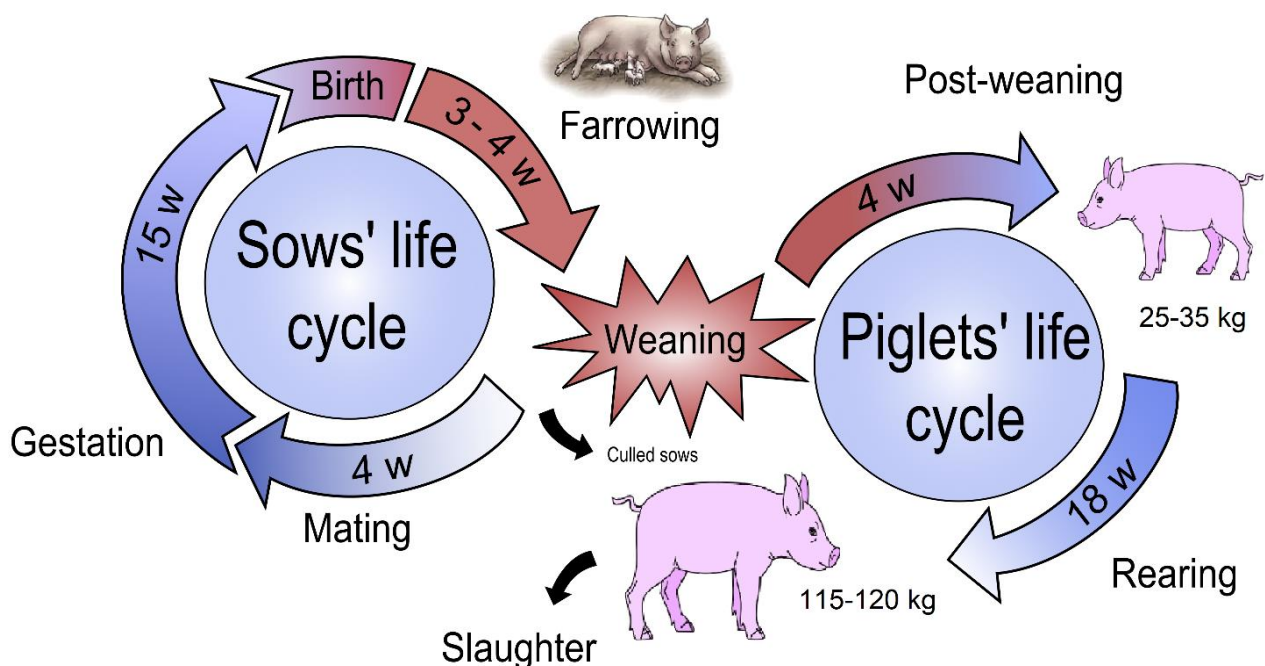 Birth
3 - 4 w
Farrowing
15 w
Sows' life
cycle
Gestation
4 w
Mating
Weaning
Culled sows
Post-weaning
4 w
25-35 kg
Piglets' life
cycle
18 w
Rearing
115-120 kg
Slaughter